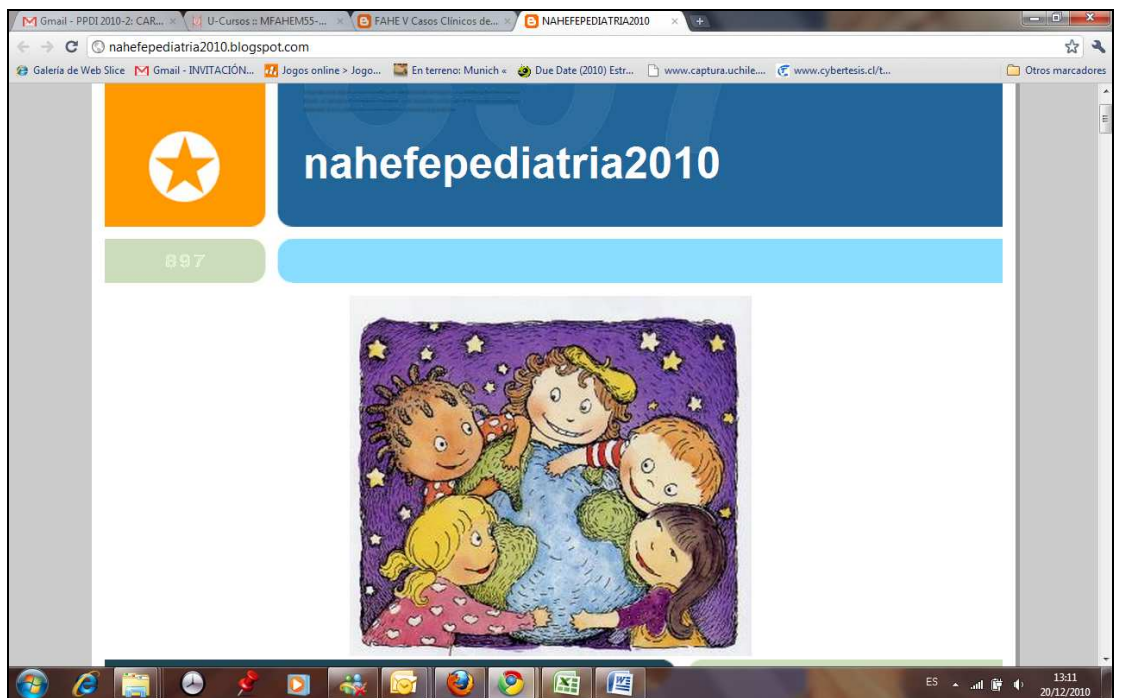 Gmail - PPDI 2010-2: CAR...
U-Cursos :: MFAHEM55-...
FAHE V Casos Clínicos de...
NAHEFEPEDIATRIA2010
nahefepediatria2010.blogspot.com
Galería de Web Slice
Gmail - INVITACIÓN...
Jogos online > Jogo...
En terreno: Munich «
Due Date (2010) Estr...
www.captura.uchile....
www.cybertesis.cl/t...
Otros marcadores
nahefepediatria2010
897
ES
13:11
20/12/2010